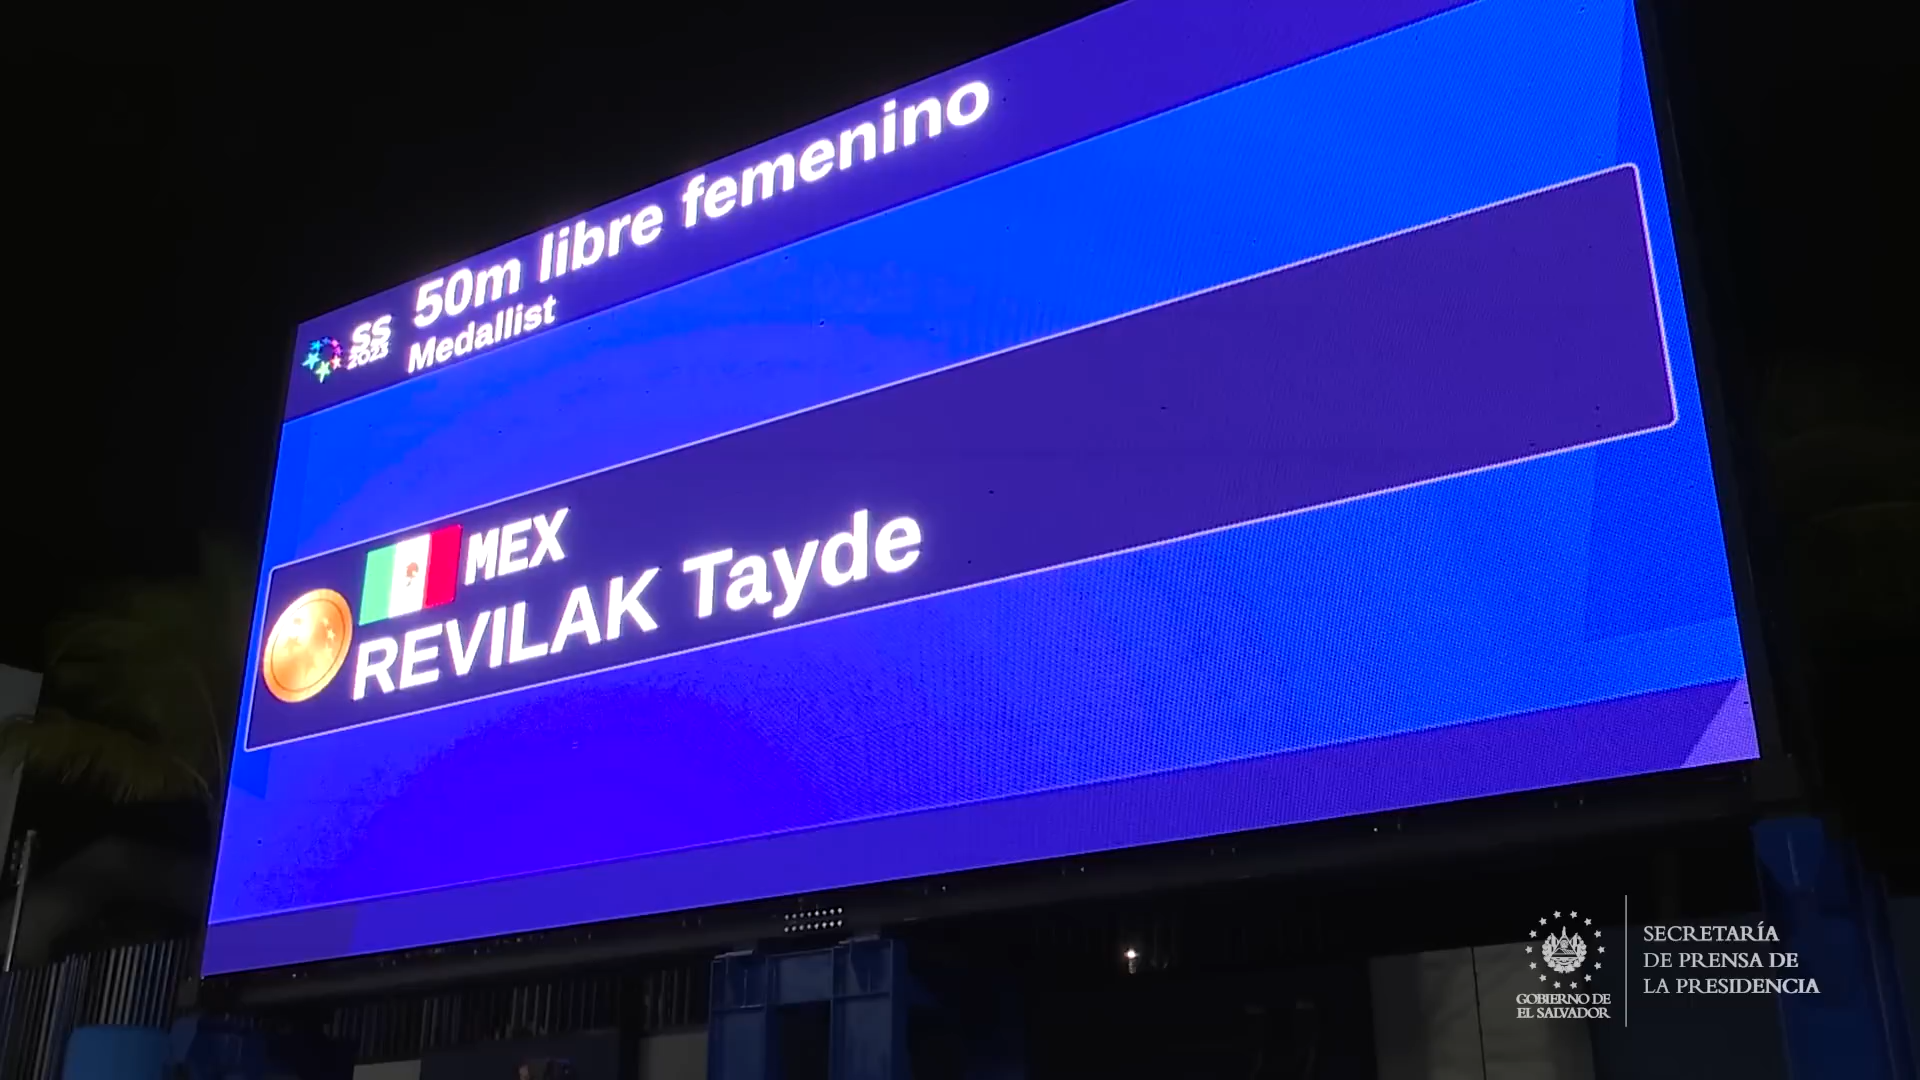 50m libre femenino
SS
2023
Medallist
MEX
REVILAK Tayde
GOBIERNO DE
EL SALVADOR
SECRETARÍA
DE PRENSA DE
LA PRESIDENCIA